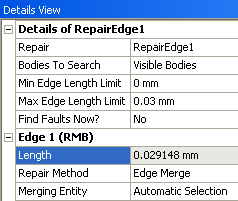 Details View
Details of RepairEdge1
Repair RepairEdge1
Bodies To Search Visible Bodies
Min Edge Length Limit 0 mm
Max Edge Length Limit 0.03 mm
Find Faults Now? No
Edge 1 (RMB)
Length 0.029148 mm
Repair Method Edge Merge
Merging Entity Automatic Selection